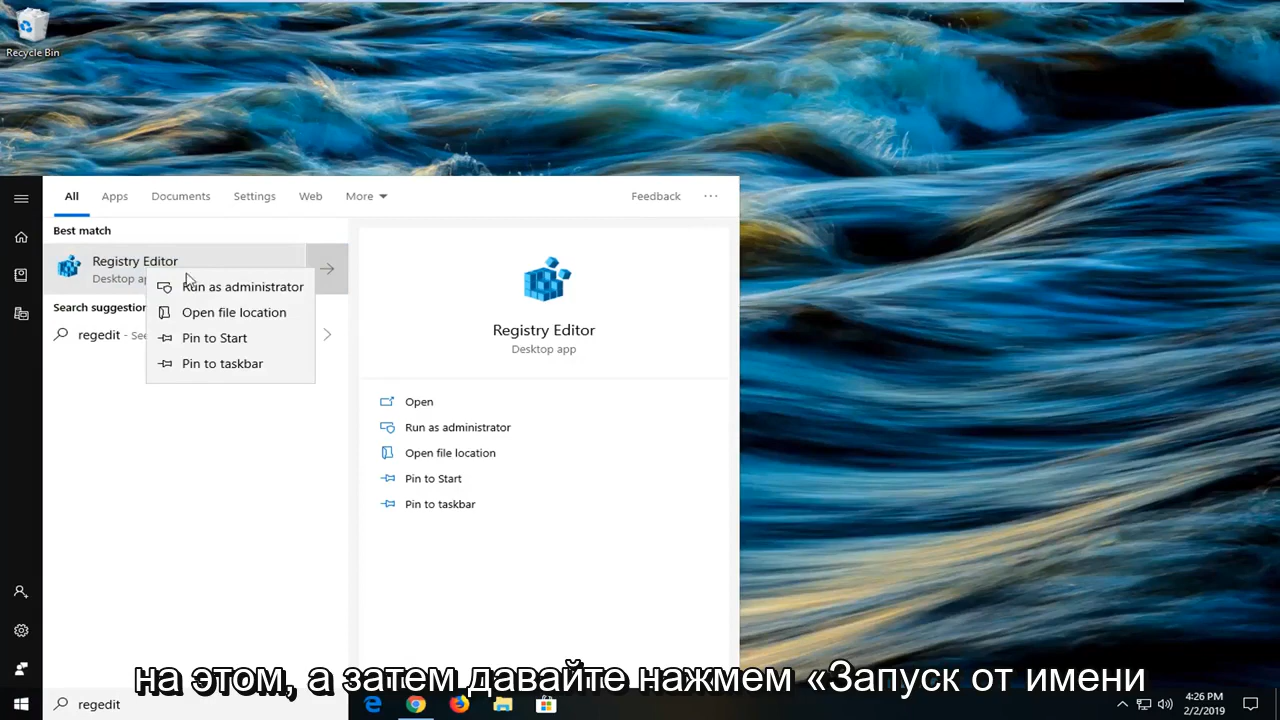 Recycle Bin
All Apps Documents Settings Web More Feedback ...
Best match
Registry Editor
Desktop ap
Run as administrator
Open file location
Pin to Start
Pin to taskbar
Search suggestion
regedit - See
Registry Editor
Desktop app
Open
Run as administrator
Open file location
Pin to Start
Pin to taskbar
на этом, а затем давайте нажмем «Запуск от имени
regedit
4:26 PM
2/2/2019